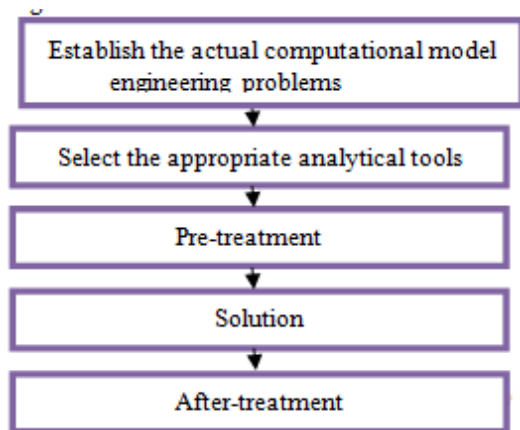 Establish the actual computational model
engineering problems
Select the appropriate analytical tools
Pre-treatment
Solution
After-treatment